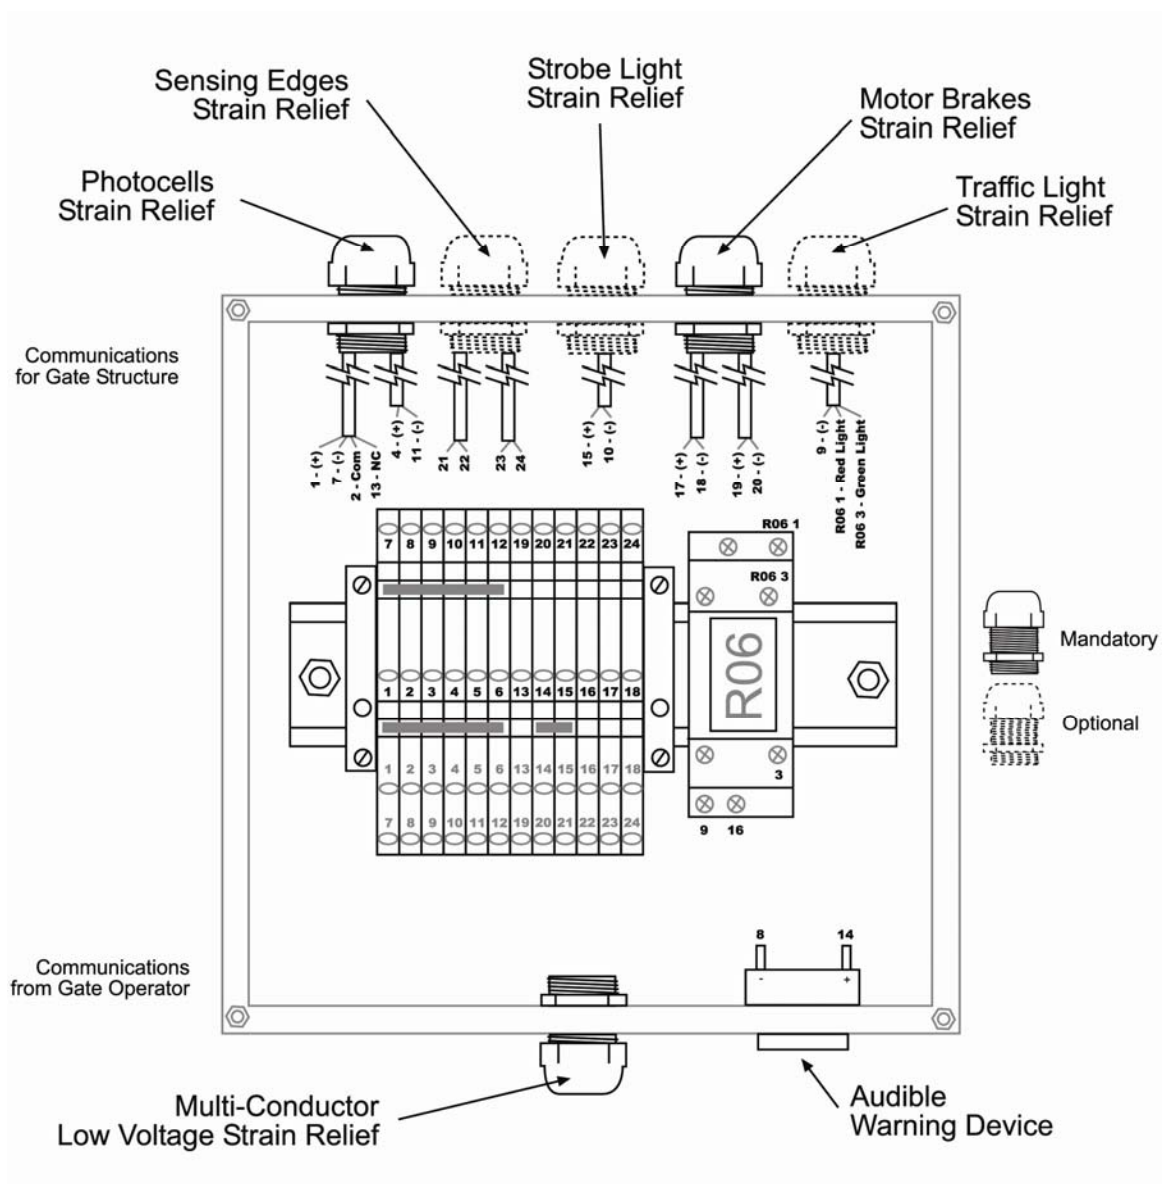 Sensing Edges
Strain Relief
Strobe Light
Strain Relief
Motor Brakes
Strain Relief
Photocells
Strain Relief
Traffic Light
Strain Relief
Communications
for Gate Structure
1 - (+)
7 - (-)
2 - Com
13 - NC
4 - (+)
11 - (-)
21
22
23
24
15 - (+)
10 - (-)
17 - (+)
18 - (-)
19 - (+)
20 - (-)
9 - (-)
R06 1 - Red Light
R06 3 - Green Light
7 8 9 10 11 12 19 20 21 22 23 24
R06 1
R06 3
R06
1 2 3 4 5 6 13 14 15 16 17 18
1 2 3 4 5 6 13 14 15 16 17 18
3
7 8 9 10 11 12 19 20 21 22 23 24
9 16
Mandatory
Optional
8 14
- +
Communications
from Gate Operator
Multi-Conductor
Low Voltage Strain Relief
Audible
Warning Device